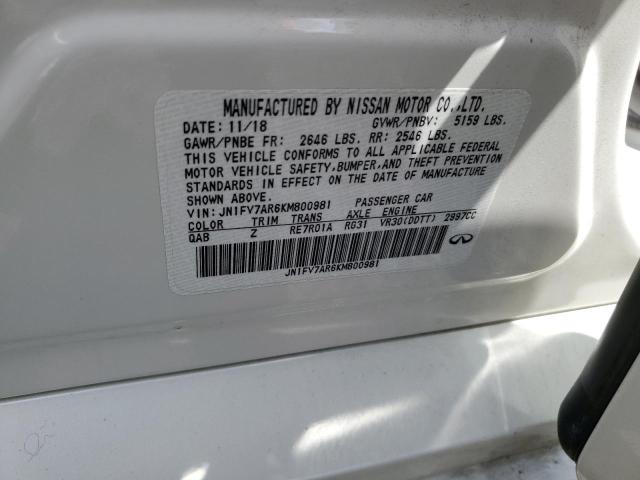 MANUFACTURED BY NISSAN MOTOR CO.,LTD.
DATE: 11/18 GVWR/PNBV: 5159 LBS.
GAWR/PNBE FR: 2646 LBS. RR: 2546 LBS.
THIS VEHICLE CONFORMS TO ALL APPLICABLE FEDERAL
MOTOR VEHICLE SAFETY,BUMPER,AND THEFT PREVENTION
STANDARDS IN EFFECT ON THE DATE OF MANUFACTURE
SHOWN ABOVE.
VIN: JN1FV7AR6KM800981 PASSENGER CAR
COLOR TRIM TRANS AXLE ENGINE
QAB Z RE7R01A RG31 VR30(DDTT) 2997CC
JN1FV7AR6KM800981